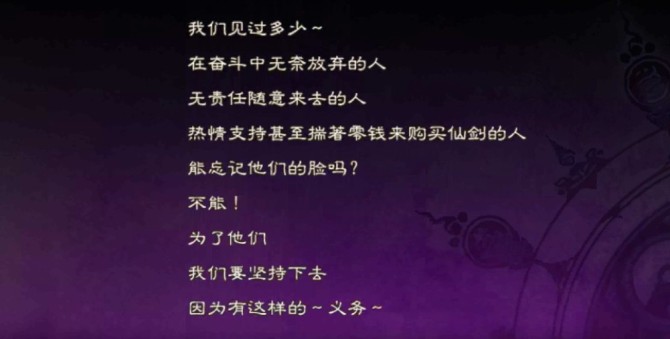 我们见过多少～
在奋斗中无奈放弃的人
无责任随意来去的人
热情支持甚至揣著零钱来购买仙剑的人
能忘记他们的脸吗？
不能！
为了他们
我们要坚持下去
因为有这样的～义务～